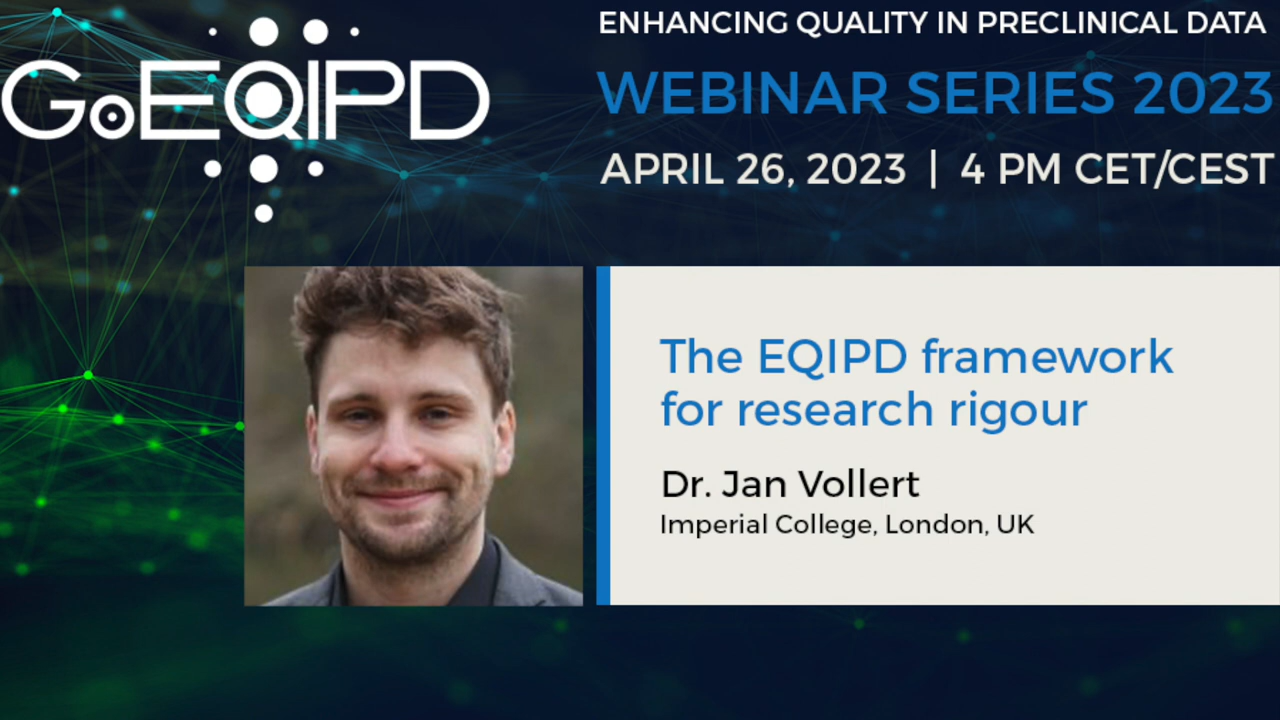 GoEQIPD
ENHANCING QUALITY IN PRECLINICAL DATA
WEBINAR SERIES 2023
APRIL 26, 2023 | 4 PM CET/CEST
The EQIPD framework
for research rigour
Dr. Jan Vollert
Imperial College, London, UK